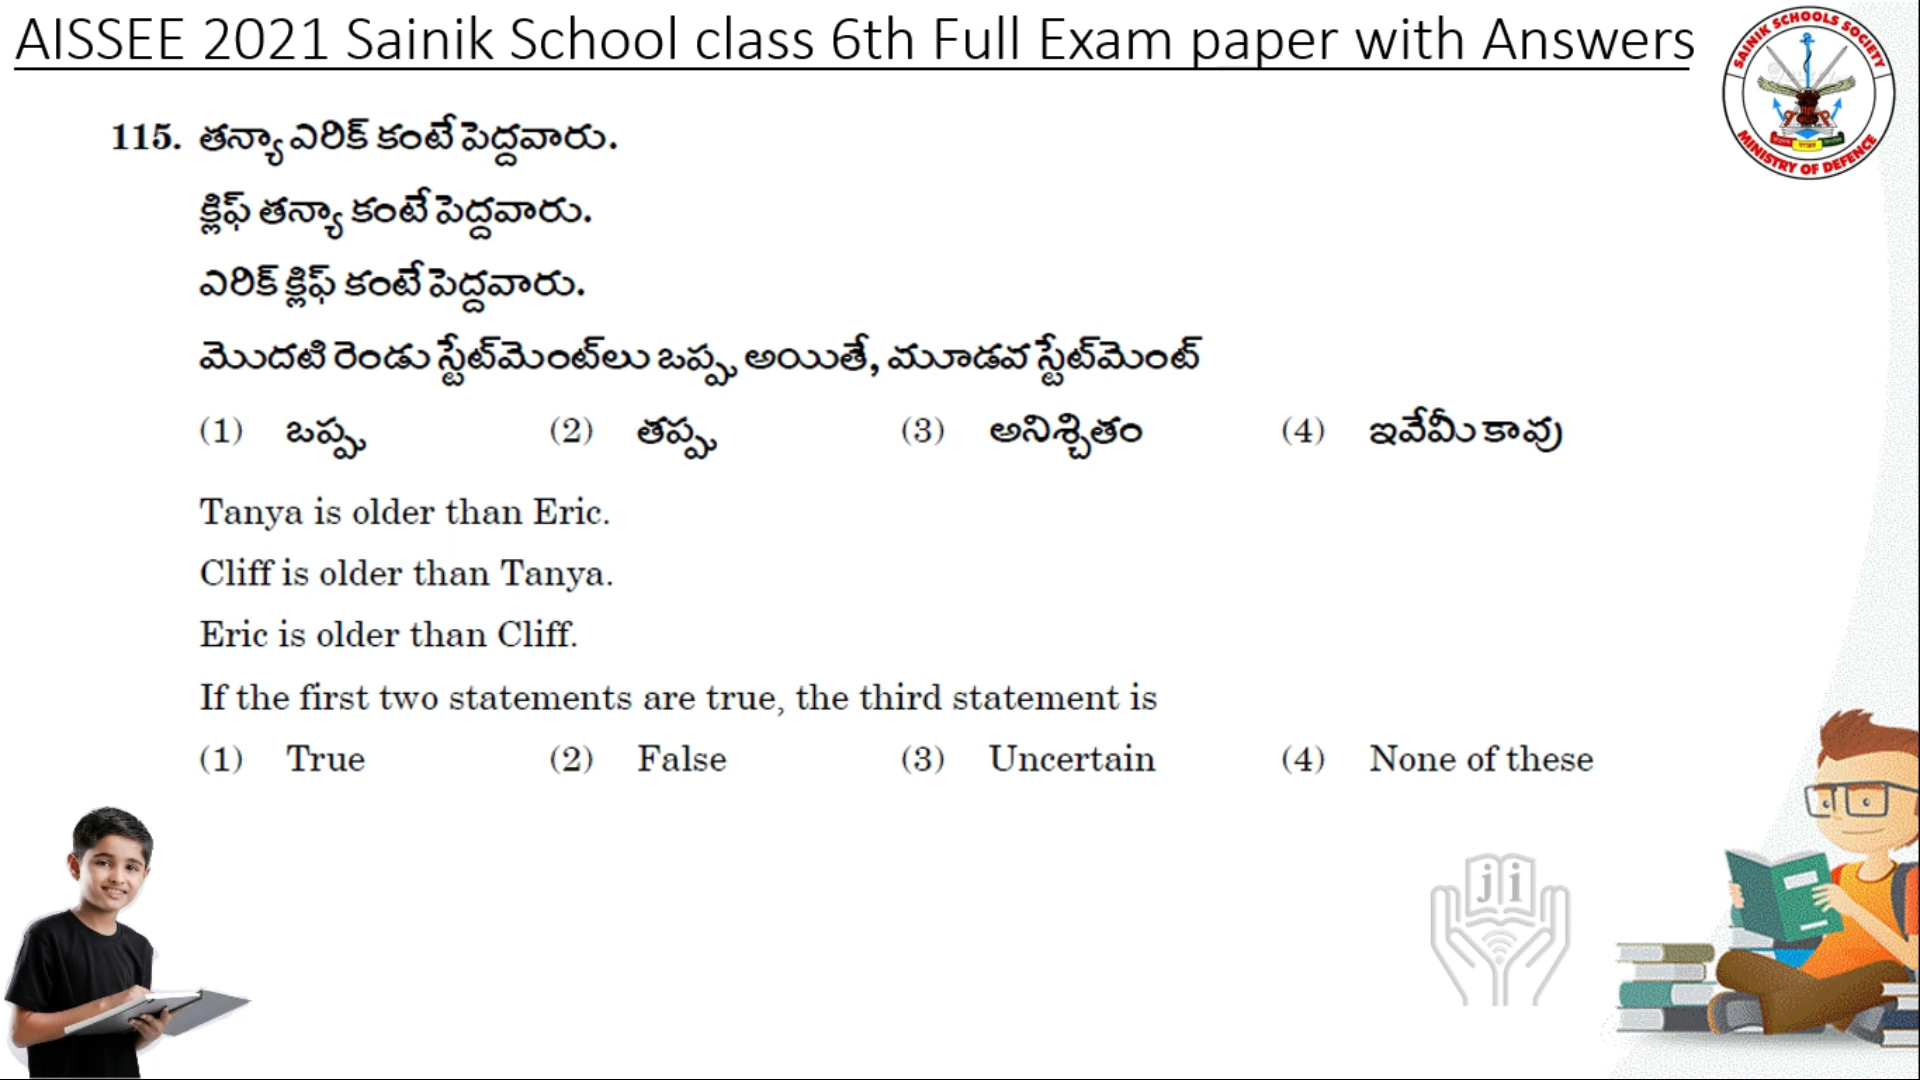 AISSEE 2021 Sainik School class 6th Full Exam paper with Answers
SAINIK SCHOOLS SOCIETY
MINISTRY OF DEFENCE
115. తన్యా ఎరిక్ కంటే పెద్దవారు.
క్లిఫ్ తన్యా కంటే పెద్దవారు.
ఎరిక్ క్లిఫ్ కంటే పెద్దవారు.
మొదటి రెండు స్టేట్‌మెంట్‌లు ఒప్పు అయితే, మూడవ స్టేట్‌మెంట్
(1) ఒప్పు (2) తప్పు (3) అనిశ్చితం (4) ఇవేమీ కావు
Tanya is older than Eric.
Cliff is older than Tanya.
Eric is older than Cliff.
If the first two statements are true, the third statement is
(1) True (2) False (3) Uncertain (4) None of these
ji